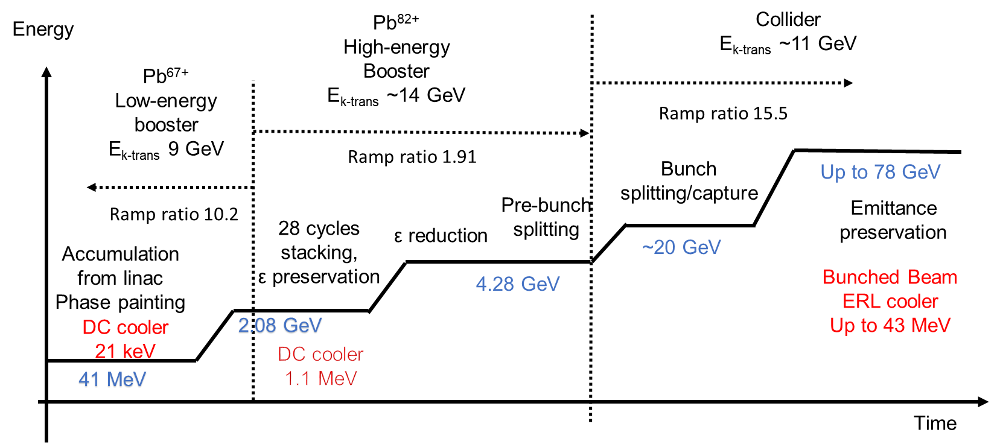 Energy
Pb67+
Low-energy
booster
Ek-trans 9 GeV
Ramp ratio 10.2
Accumulation
from linac
Phase painting
DC cooler
21 keV
41 MeV
Pb82+
High-energy
Booster
Ek-trans ~14 GeV
Ramp ratio 1.91
28 cycles
stacking,
ε preservation
2.08 GeV
DC cooler
1.1 MeV
ε reduction
Pre-bunch
splitting
4.28 GeV
Collider
Ek-trans ~11 GeV
Ramp ratio 15.5
Bunch
splitting/capture
~20 GeV
Up to 78 GeV
Emittance
preservation
Bunched Beam
ERL cooler
Up to 43 MeV
Time